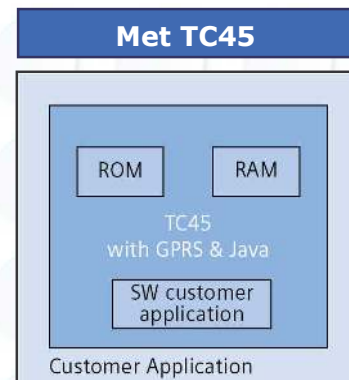 Met TC45
ROM
RAM
TC45
with GPRS & Java
SW customer
application
Customer Application